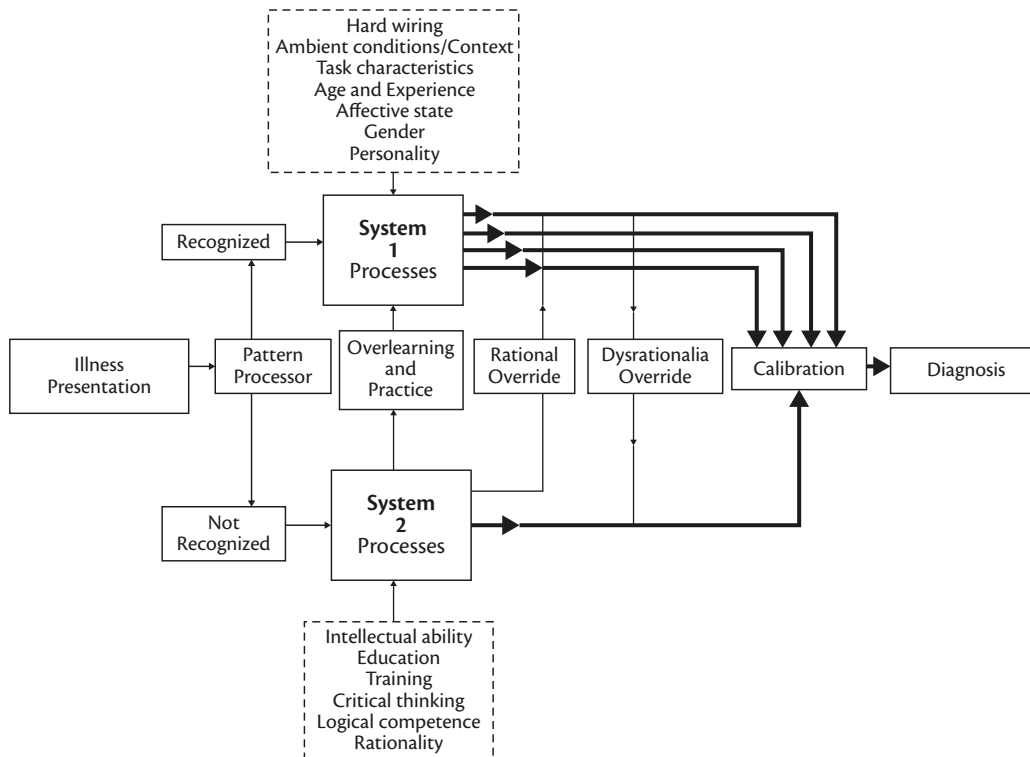 Hard wiring
Ambient conditions/Context
Task characteristics
Age and Experience
Affective state
Gender
Personality
Recognized
System
1
Processes
Illness
Presentation
Pattern
Processor
Overlearning
and
Practice
Rational
Override
Dysrationalia
Override
Calibration
Diagnosis
Not
Recognized
System
2
Processes
Intellectual ability
Education
Training
Critical thinking
Logical competence
Rationality